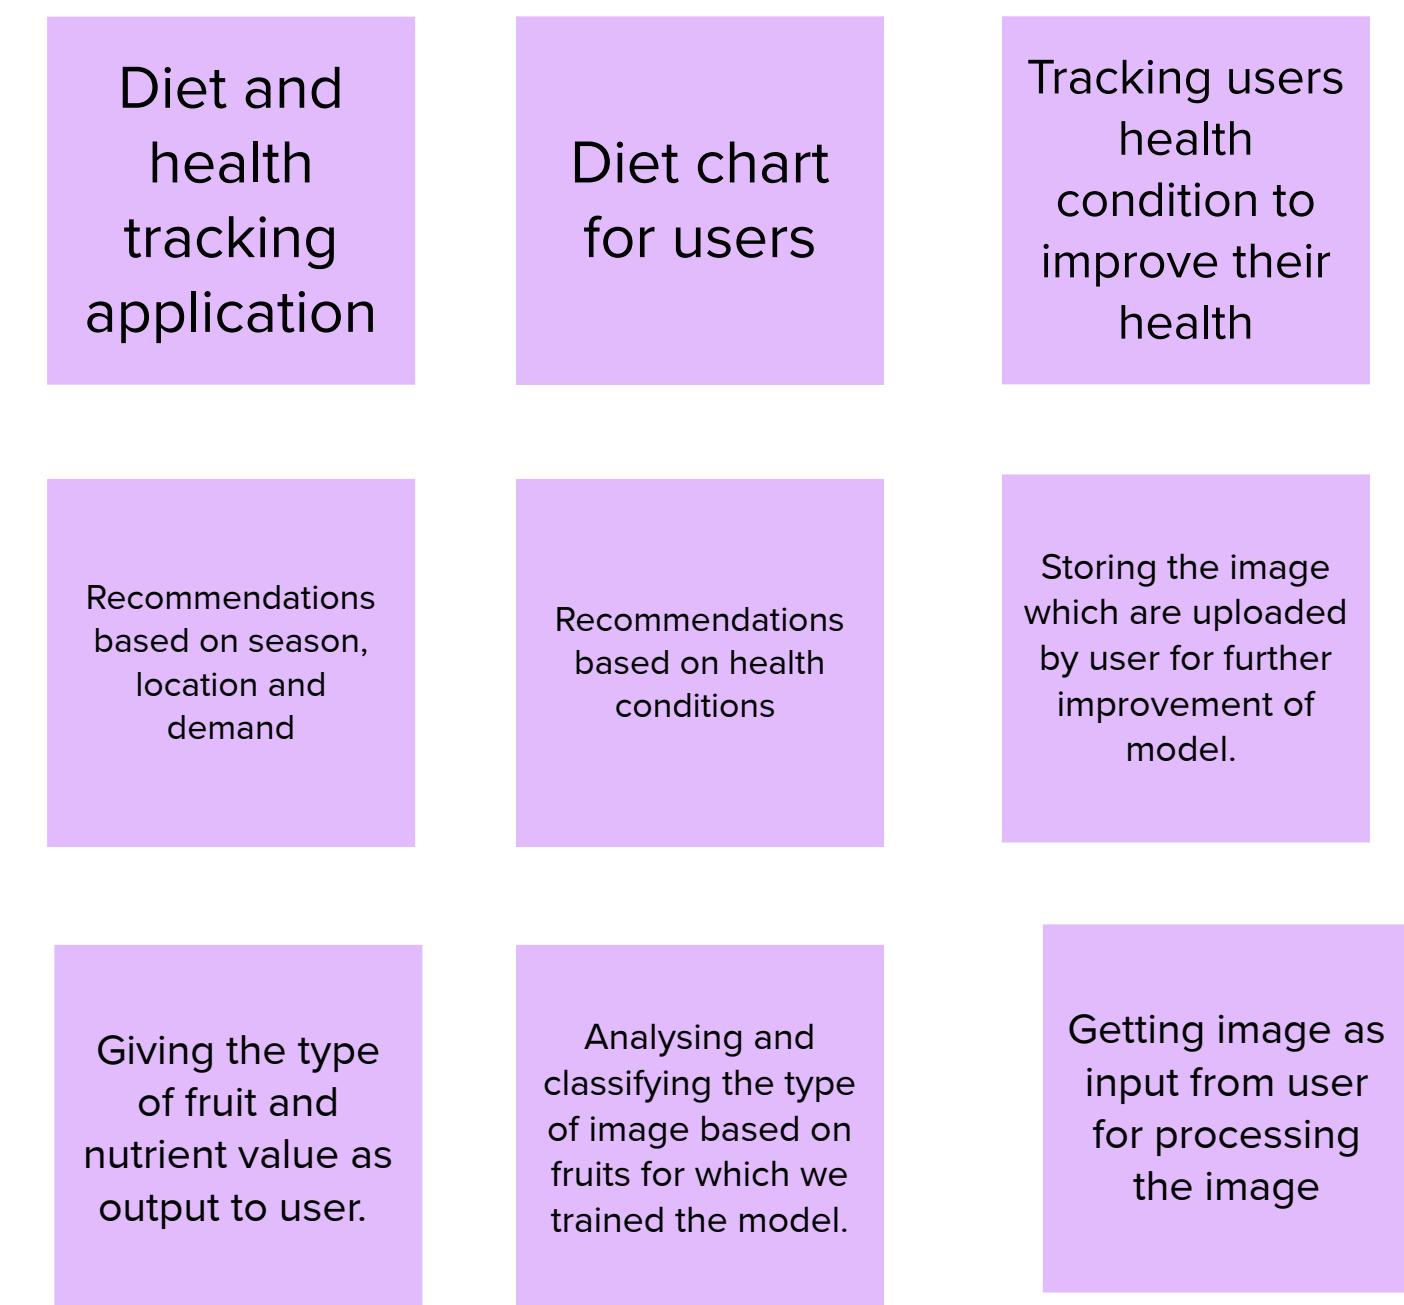 Diet and
health
tracking
application
Diet chart
for users
Tracking users
health
condition to
improve their
health
Recommendations
based on season,
location and
demand
Recommendations
based on health
conditions
Storing the image
which are uploaded
by user for further
improvement of
model.
Giving the type
of fruit and
nutrient value as
output to user.
Analysing and
classifying the type
of image based on
fruits for which we
trained the model.
Getting image as
input from user
for processing
the image